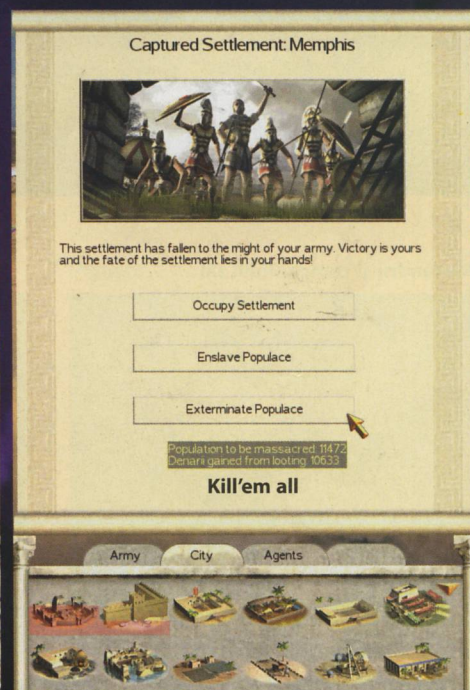 Captured Settlement: Memphis
This settlement has fallen to the might of your army. Victory is yours
and the fate of the settlement lies in your hands!
Occupy Settlement
Enslave Populace
Exterminate Populace
Population to be massacred: 11472
Denarii gained from looting: 10633
Kill'em all
Army
City
Agents